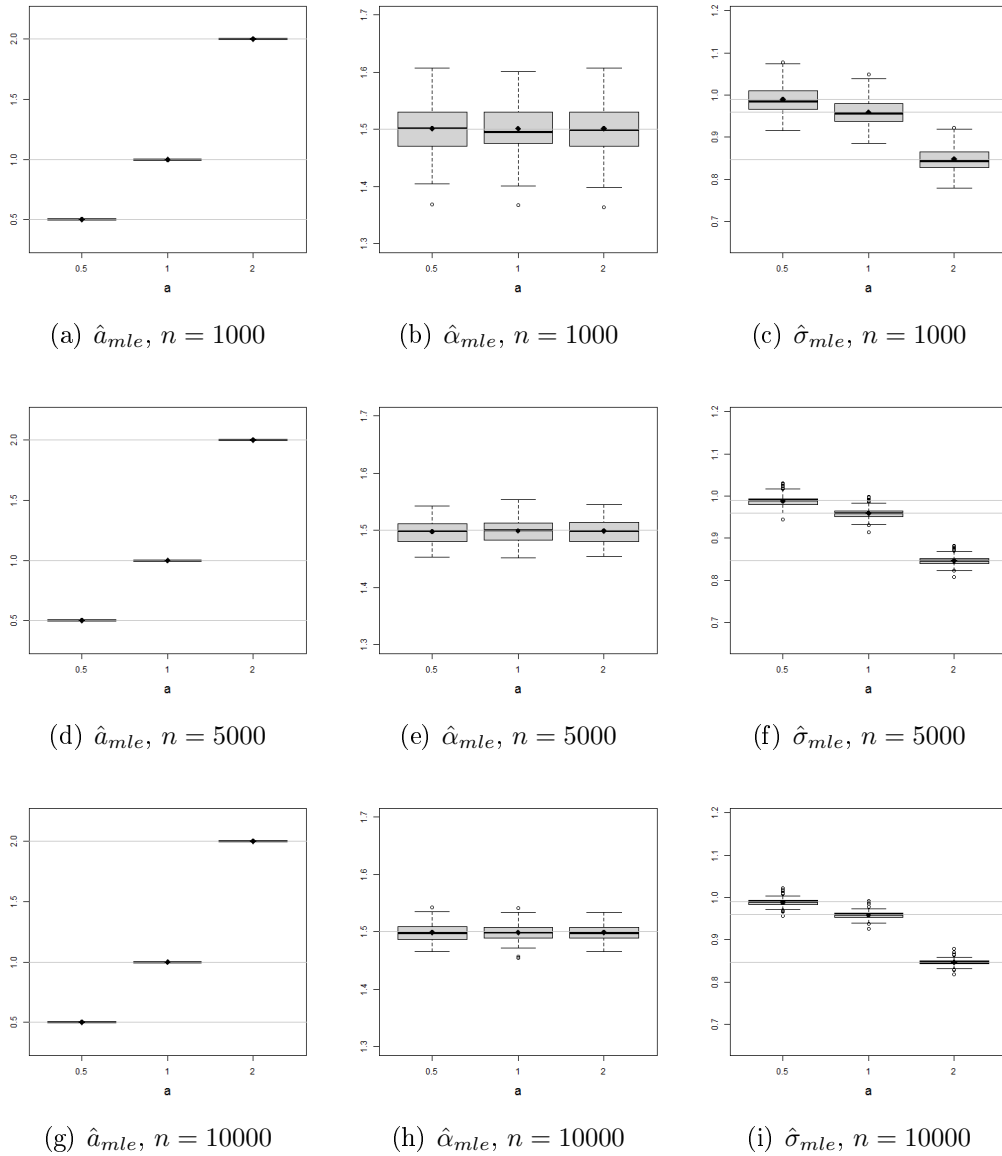 2.0
1.5
1.0
0.5
0.5 1 2
a
(a) â_mle, n = 1000
1.7
1.6
1.5
1.4
1.3
0.5 1 2
a
(b) α̂_mle, n = 1000
1.2
1.1
1.0
0.9
0.8
0.7
0.5 1 2
a
(c) σ̂_mle, n = 1000
2.0
1.5
1.0
0.5
0.5 1 2
a
(d) â_mle, n = 5000
1.7
1.6
1.5
1.4
1.3
0.5 1 2
a
(e) α̂_mle, n = 5000
1.2
1.1
1.0
0.9
0.8
0.7
0.5 1 2
a
(f) σ̂_mle, n = 5000
2.0
1.5
1.0
0.5
0.5 1 2
a
(g) â_mle, n = 10000
1.7
1.6
1.5
1.4
1.3
0.5 1 2
a
(h) α̂_mle, n = 10000
1.2
1.1
1.0
0.9
0.8
0.7
0.5 1 2
a
(i) σ̂_mle, n = 10000